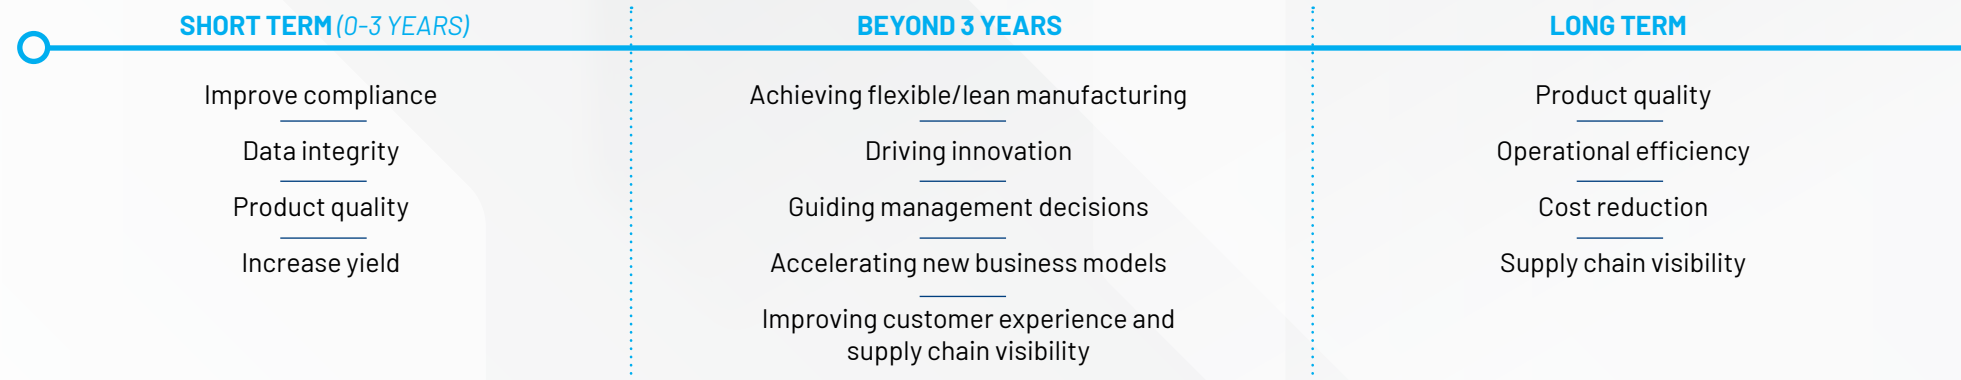 SHORT TERM (0-3 YEARS)
Improve compliance
Data integrity
Product quality
Increase yield
BEYOND 3 YEARS
Achieving flexible/lean manufacturing
Driving innovation
Guiding management decisions
Accelerating new business models
Improving customer experience and
supply chain visibility
LONG TERM
Product quality
Operational efficiency
Cost reduction
Supply chain visibility